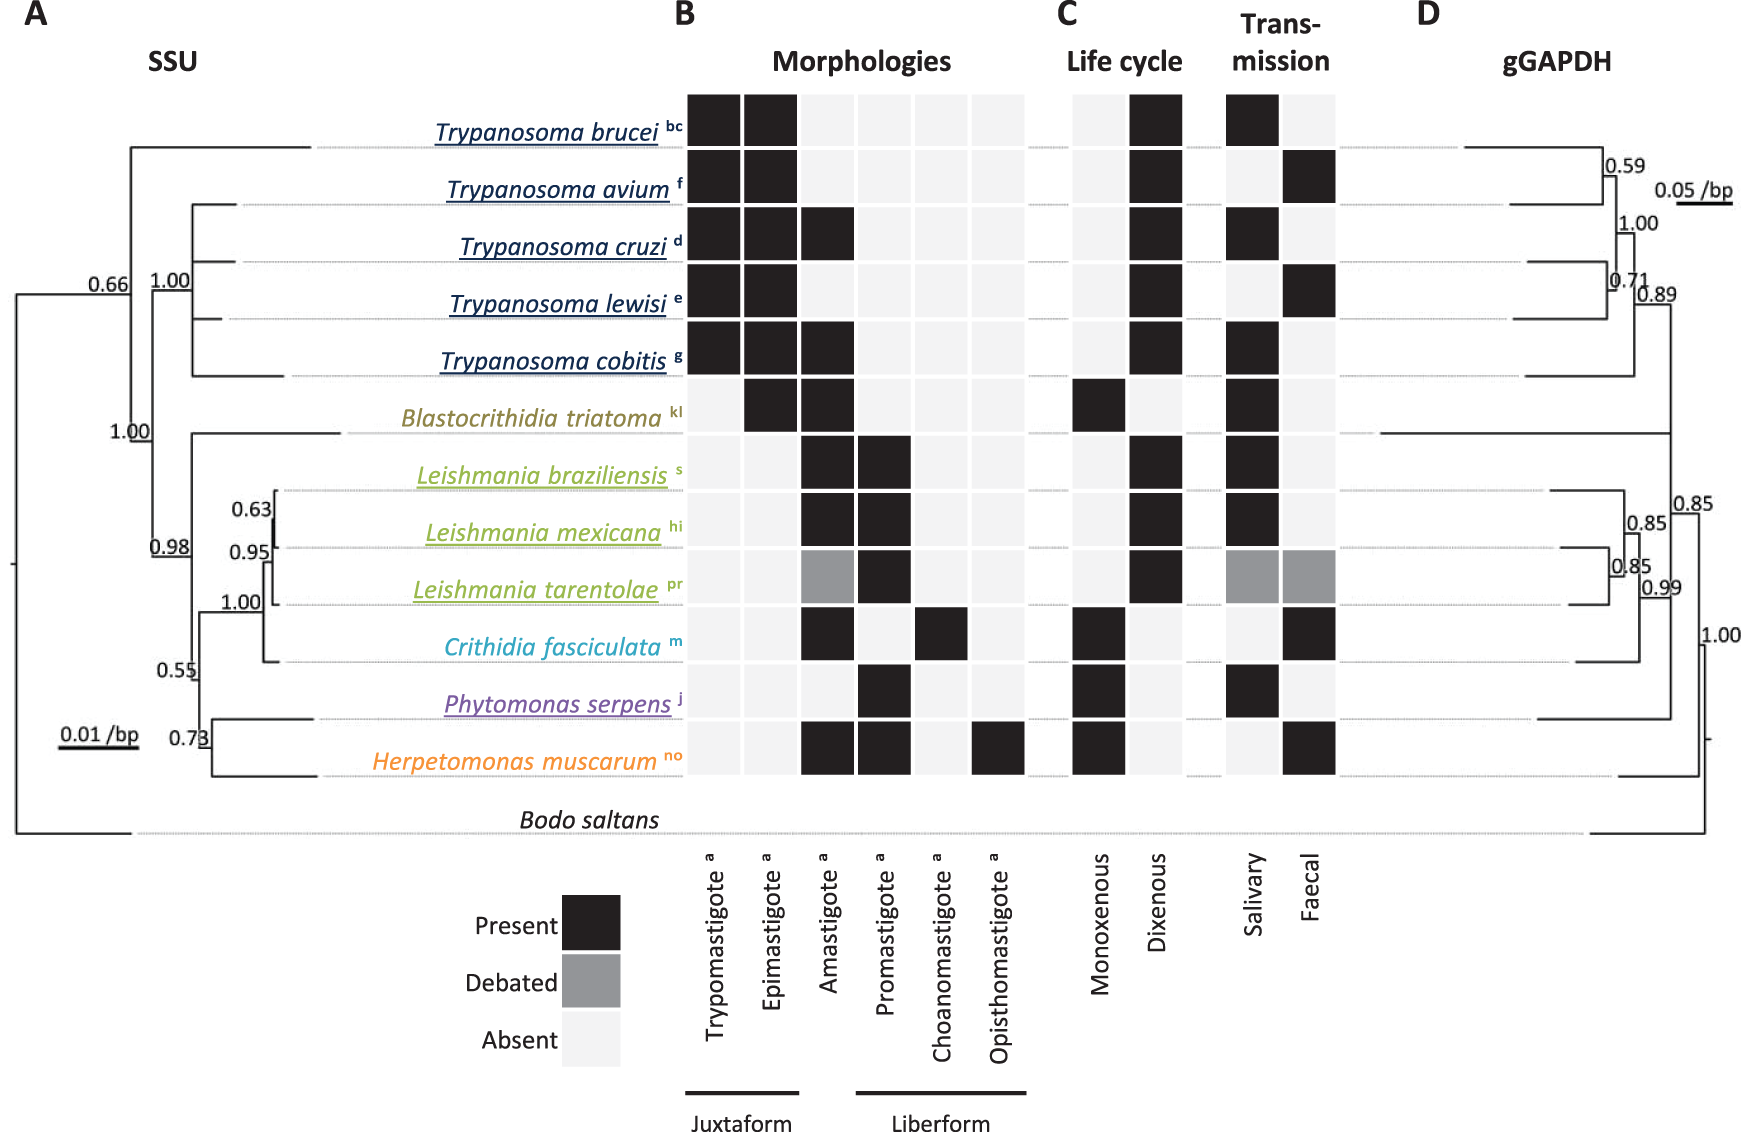 A
B
C
D
SSU
Morphologies
Life cycle
Trans-
mission
gGAPDH
Trypanosoma brucei bc
Trypanosoma avium f
Trypanosoma cruzi d
Trypanosoma lewisi e
Trypanosoma cobitis g
Blastocrithidia triatoma kl
Leishmania braziliensis s
Leishmania mexicana hi
Leishmania tarentolae pr
Crithidia fasciculata m
Phytomonas serpens j
Herpetomonas muscarum no
Bodo saltans
0.66
1.00
1.00
0.98
0.63
0.95
1.00
0.55
0.73
0.01 /bp
0.59
0.05 /bp
1.00
0.71
0.89
0.85
0.85
0.85
0.99
1.00
Trypomastigote a
Epimastigote a
Amastigote a
Promastigote a
Choanomastigote a
Opisthomastigote a
Monoxenous
Dixenous
Salivary
Faecal
Present
Debated
Absent
Juxtaform
Liberform